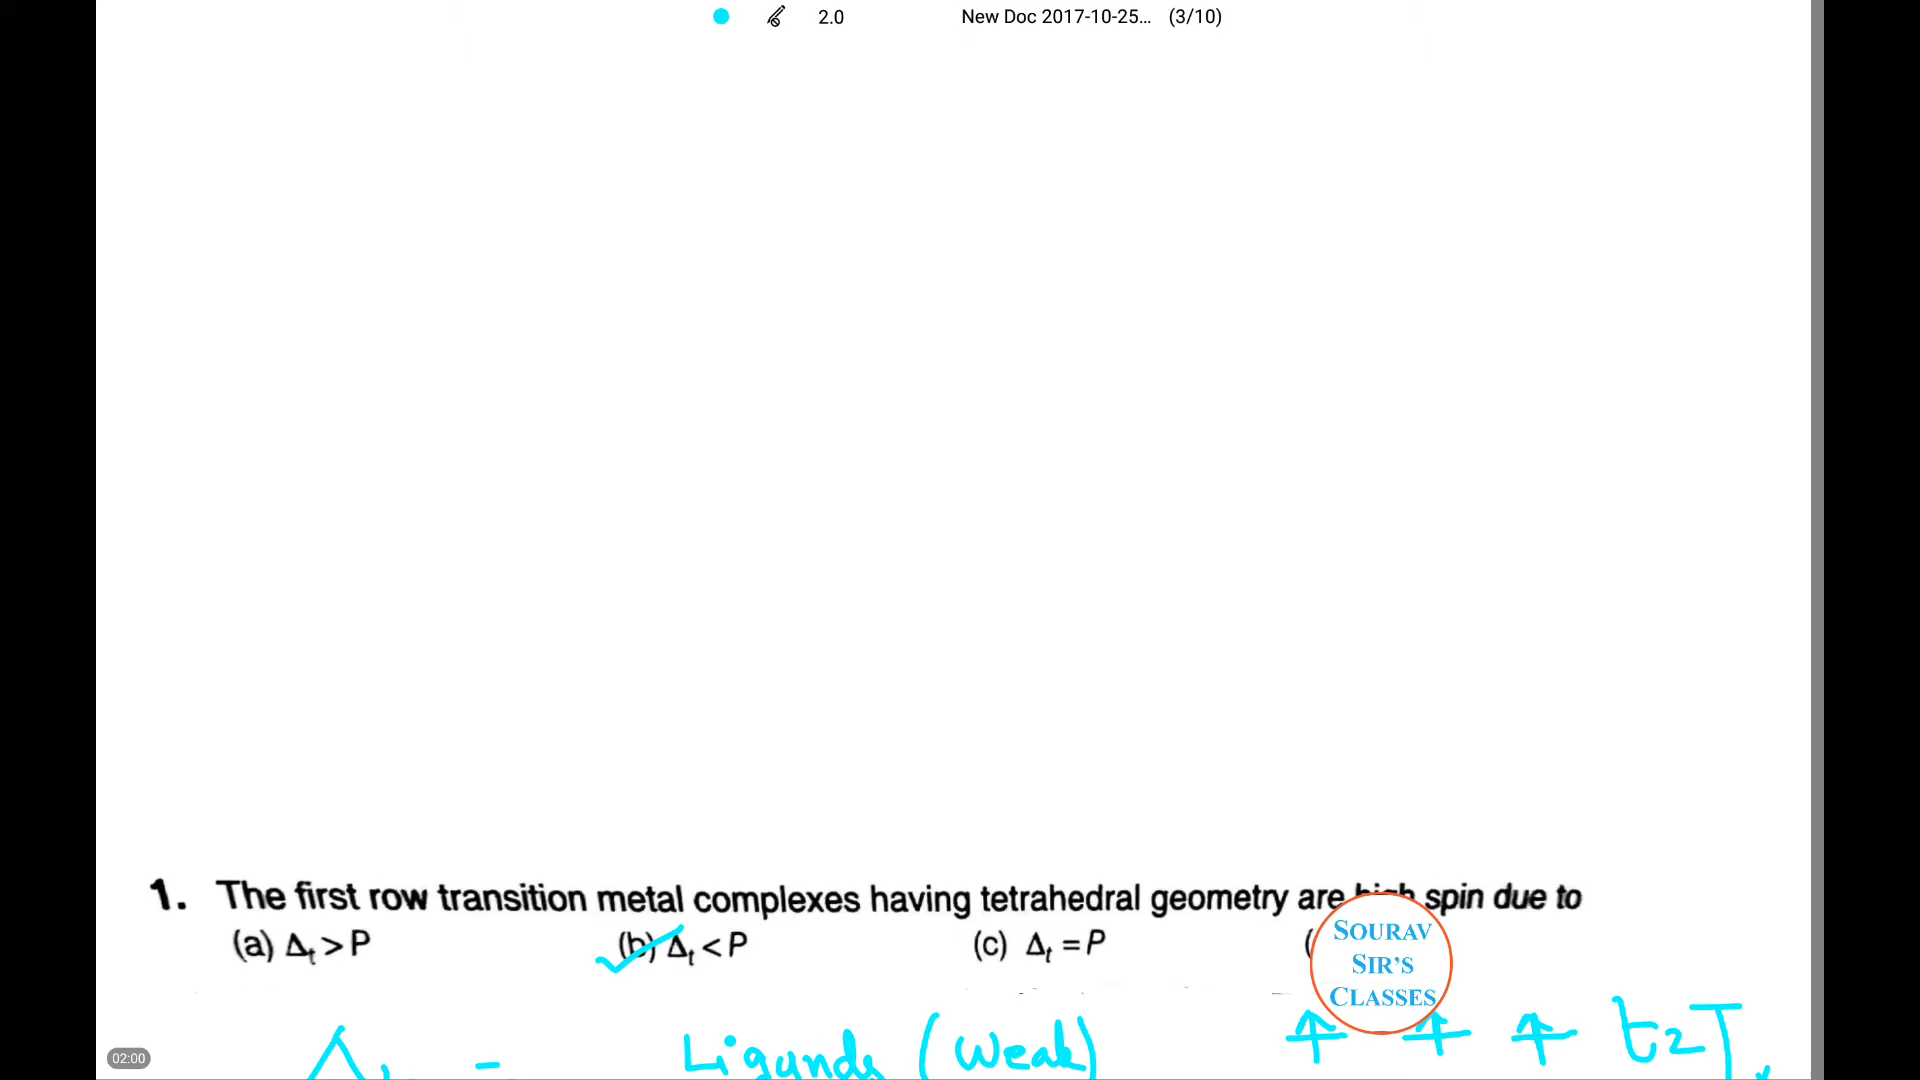 2.0 New Doc 2017-10-25... (3/10)
1. The first row transition metal complexes having tetrahedral geometry are high spin due to
(a) Δt > P (b) Δt < P (c) Δt = P (
SOURAV
SIR'S
CLASSES
Ligands (Weak) t2
02:00